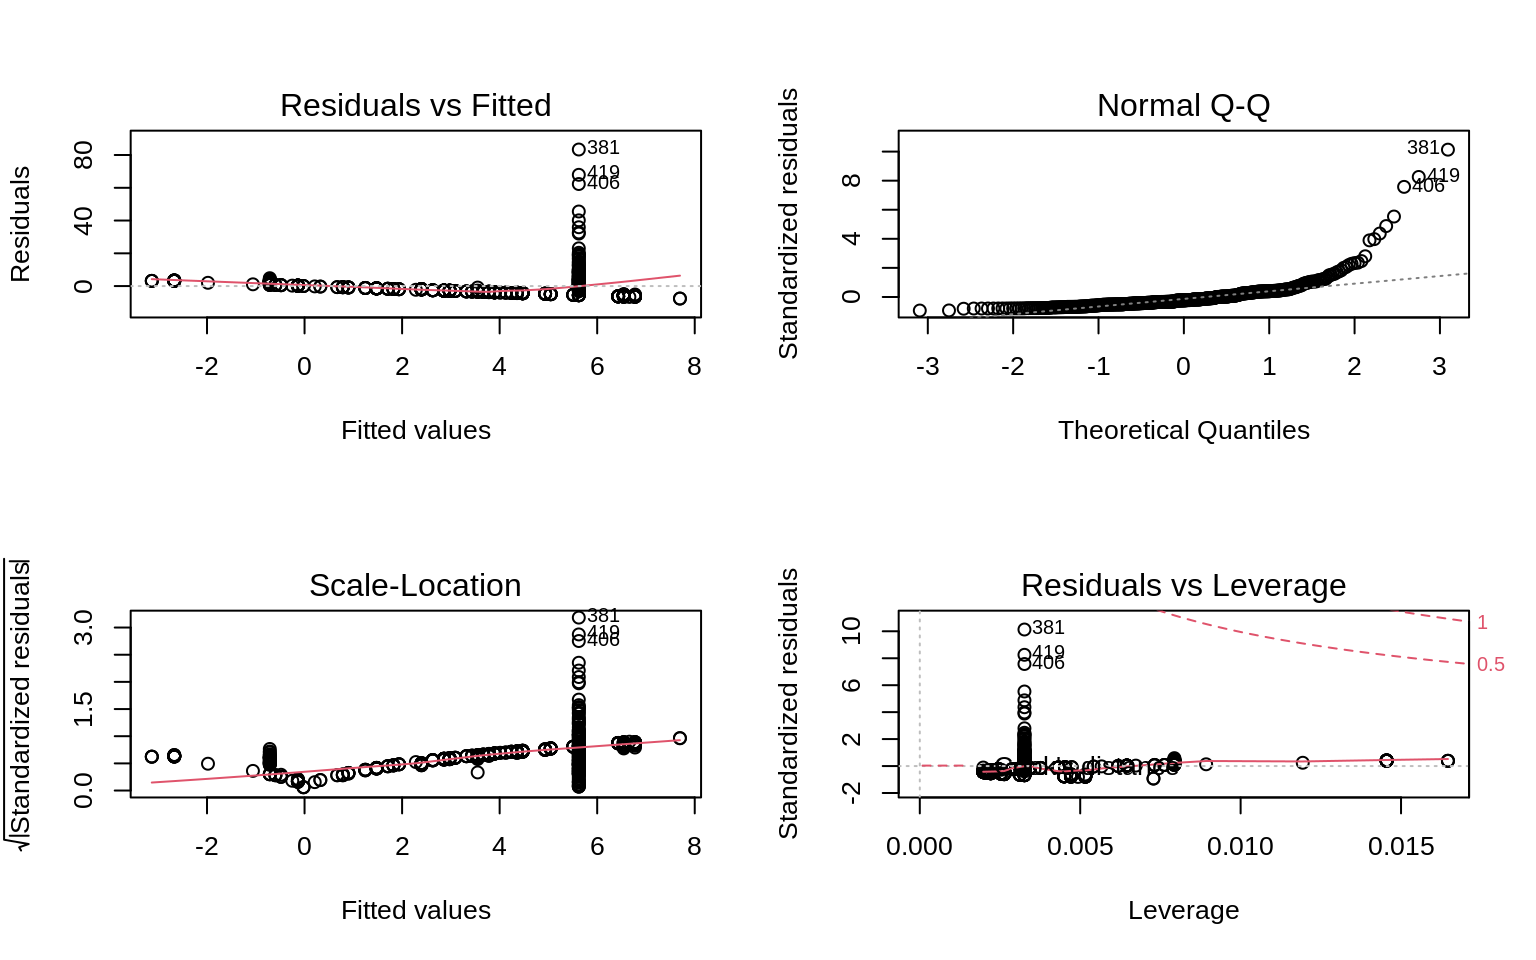 Residuals vs Fitted
Residuals
80
40
0
381
419
406
-2 0 2 4 6 8
Fitted values
Normal Q-Q
Standardized residuals
8
4
0
381
419
406
-3 -2 -1 0 1 2 3
Theoretical Quantiles
Scale-Location
√|Standardized residuals|
3.0
1.5
0.0
381
419
406
-2 0 2 4 6 8
Fitted values
Residuals vs Leverage
Standardized residuals
10
6
2
-2
381
419
406
1
0.5
0.000 0.005 0.010 0.015
Leverage